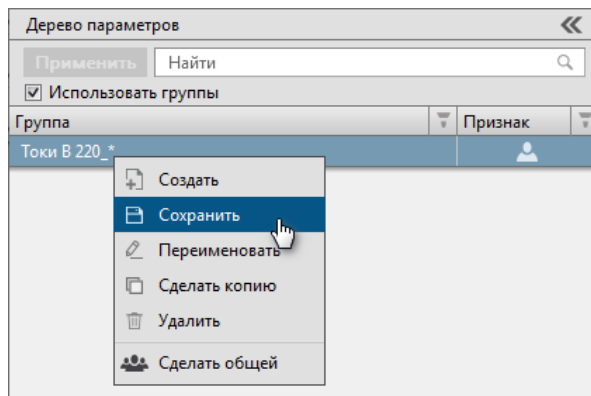 Дерево параметров
Применить Найти
Использовать группы
Группа Признак
Токи В 220_*
Создать
Сохранить
Переименовать
Сделать копию
Удалить
Сделать общей